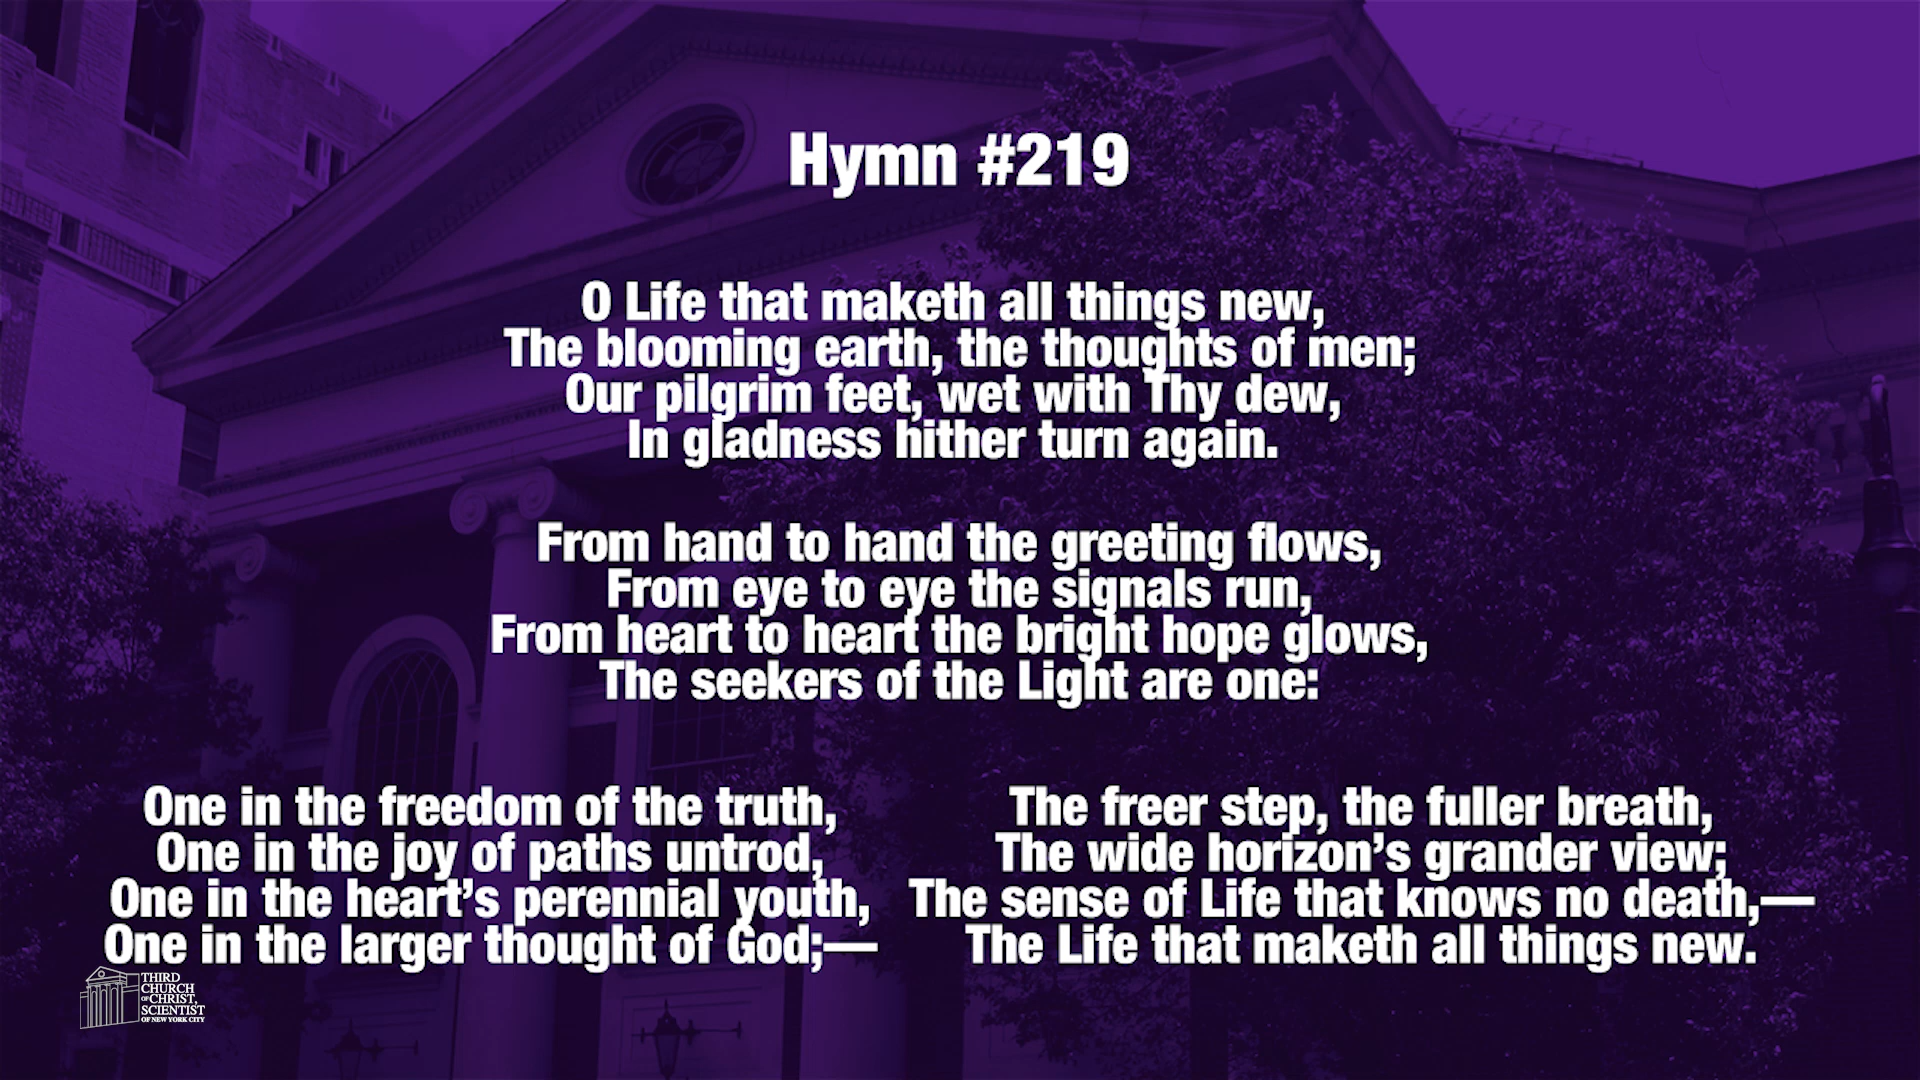 Hymn #219
O Life that maketh all things new,
The blooming earth, the thoughts of men;
Our pilgrim feet, wet with Thy dew,
In gladness hither turn again.
From hand to hand the greeting flows,
From eye to eye the signals run,
From heart to heart the bright hope glows,
The seekers of the Light are one:
One in the freedom of the truth,
One in the joy of paths untrod,
One in the heart’s perennial youth,
One in the larger thought of God;—
The freer step, the fuller breath,
The wide horizon’s grander view;
The sense of Life that knows no death,—
The Life that maketh all things new.
THIRD
CHURCH
OF CHRIST,
SCIENTIST
OF NEW YORK CITY